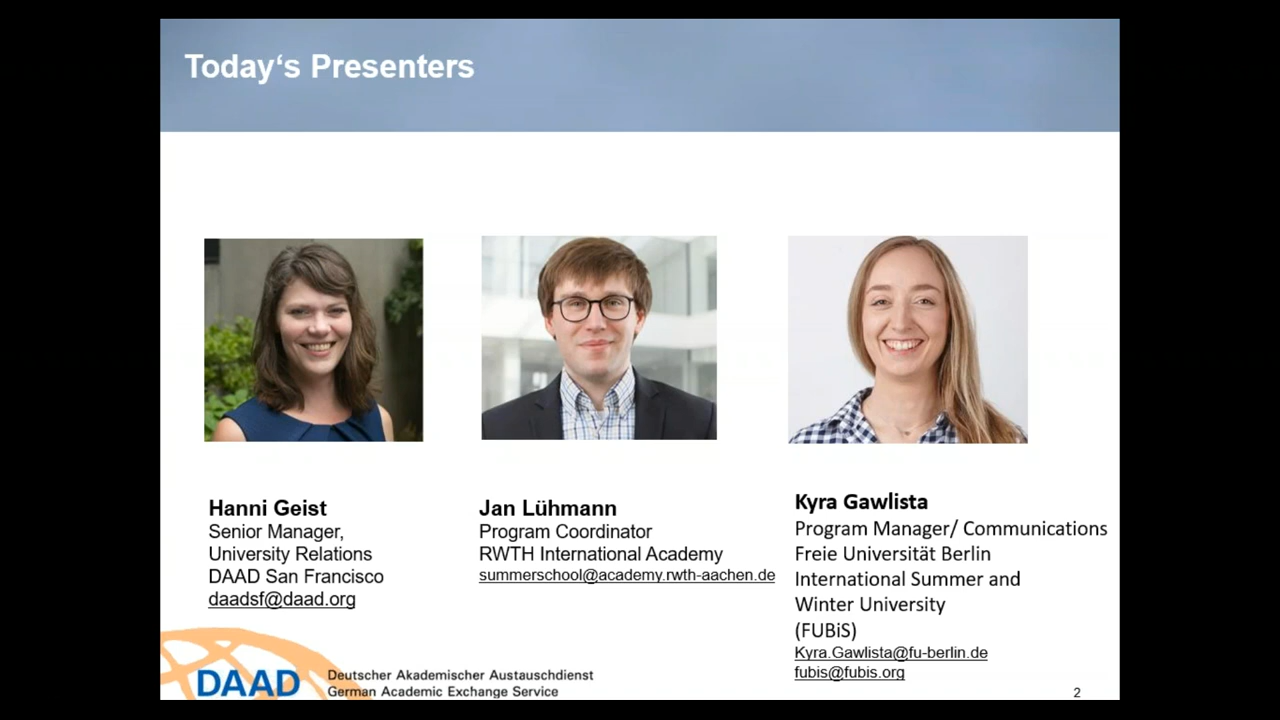 Today‘s Presenters
Hanni Geist
Senior Manager,
University Relations
DAAD San Francisco
daadsf@daad.org
Jan Lühmann
Program Coordinator
RWTH International Academy
summerschool@academy.rwth-aachen.de
Kyra Gawlista
Program Manager/ Communications
Freie Universität Berlin
International Summer and
Winter University
(FUBiS)
Kyra.Gawlista@fu-berlin.de
fubis@fubis.org
DAAD
Deutscher Akademischer Austauschdienst
German Academic Exchange Service
2